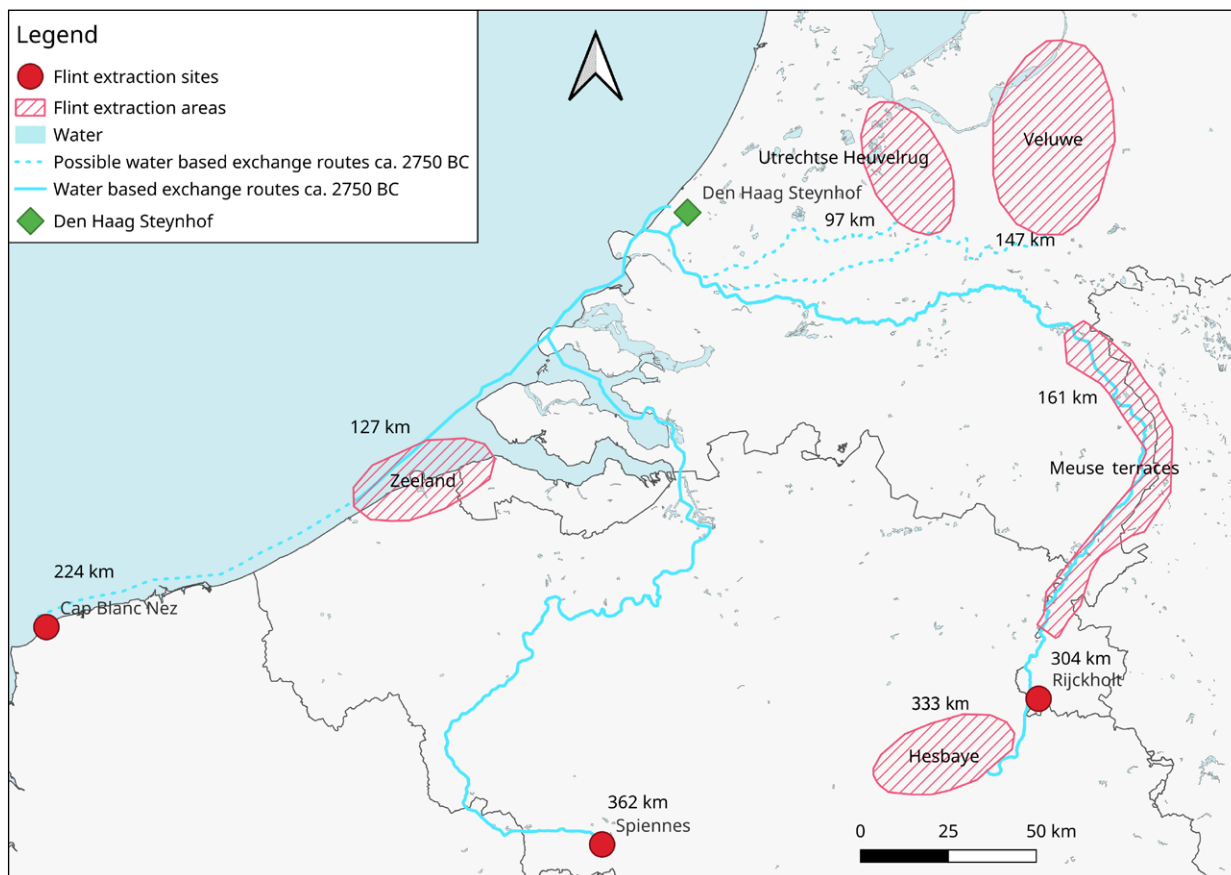 Legend
Flint extraction sites
Flint extraction areas
Water
Possible water based exchange routes ca. 2750 BC
Water based exchange routes ca. 2750 BC
Den Haag Steynhof
Veluwe
Utrechtse Heuvelrug
Den Haag Steynhof
97 km
147 km
161 km
127 km
Meuse terraces
Zeeland
224 km
Cap Blanc Nez
304 km
Rijckholt
333 km
Hesbaye
362 km
Spiennes
0 25 50 km